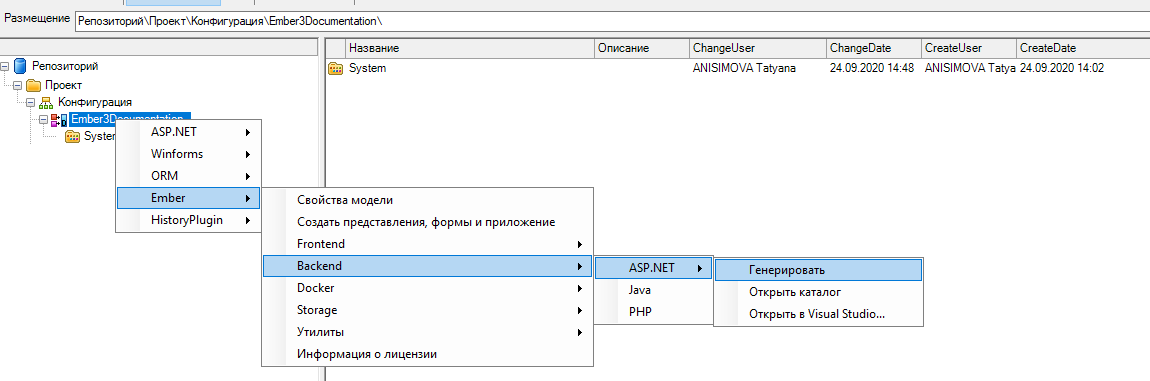 Размещение Репозиторий\Проект\Конфигурация\Ember3Documentation\
Название Описание ChangeUser ChangeDate CreateUser CreateDate
System ANISIMOVA Tatyana 24.09.2020 14:48 ANISIMOVA Tatya 24.09.2020 14:02
Репозиторий
Проект
Конфигурация
Ember3Documentation
Syste
ASP.NET
Winforms
ORM
Ember
HistoryPlugin
Свойства модели
Создать представления, формы и приложение
Frontend
Backend
Docker
Storage
Утилиты
Информация о лицензии
ASP.NET
Java
PHP
Генерировать
Открыть каталог
Открыть в Visual Studio...